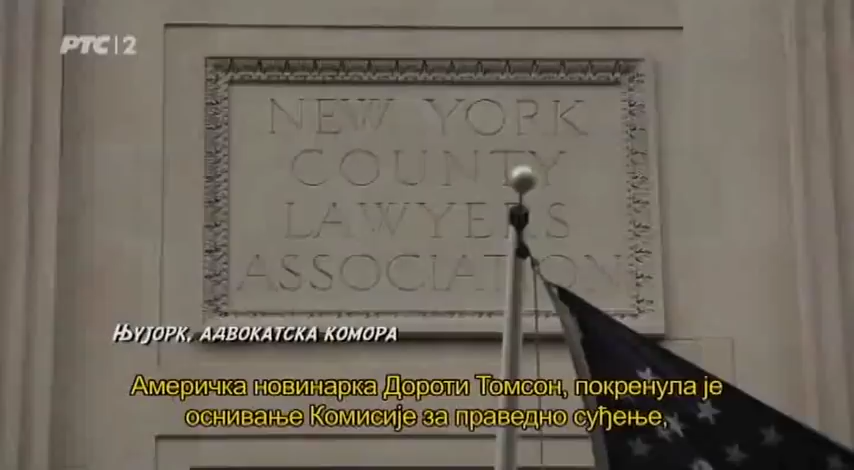 РТС|2
NEW YORK
COUNTY
LAWYERS
ASSOCIATION
ЊУЈОРК, АДВОКАТСКА КОМОРА
Америчка новинарка Дороти Томсон, покренула је
оснивање Комисије за праведно суђење,